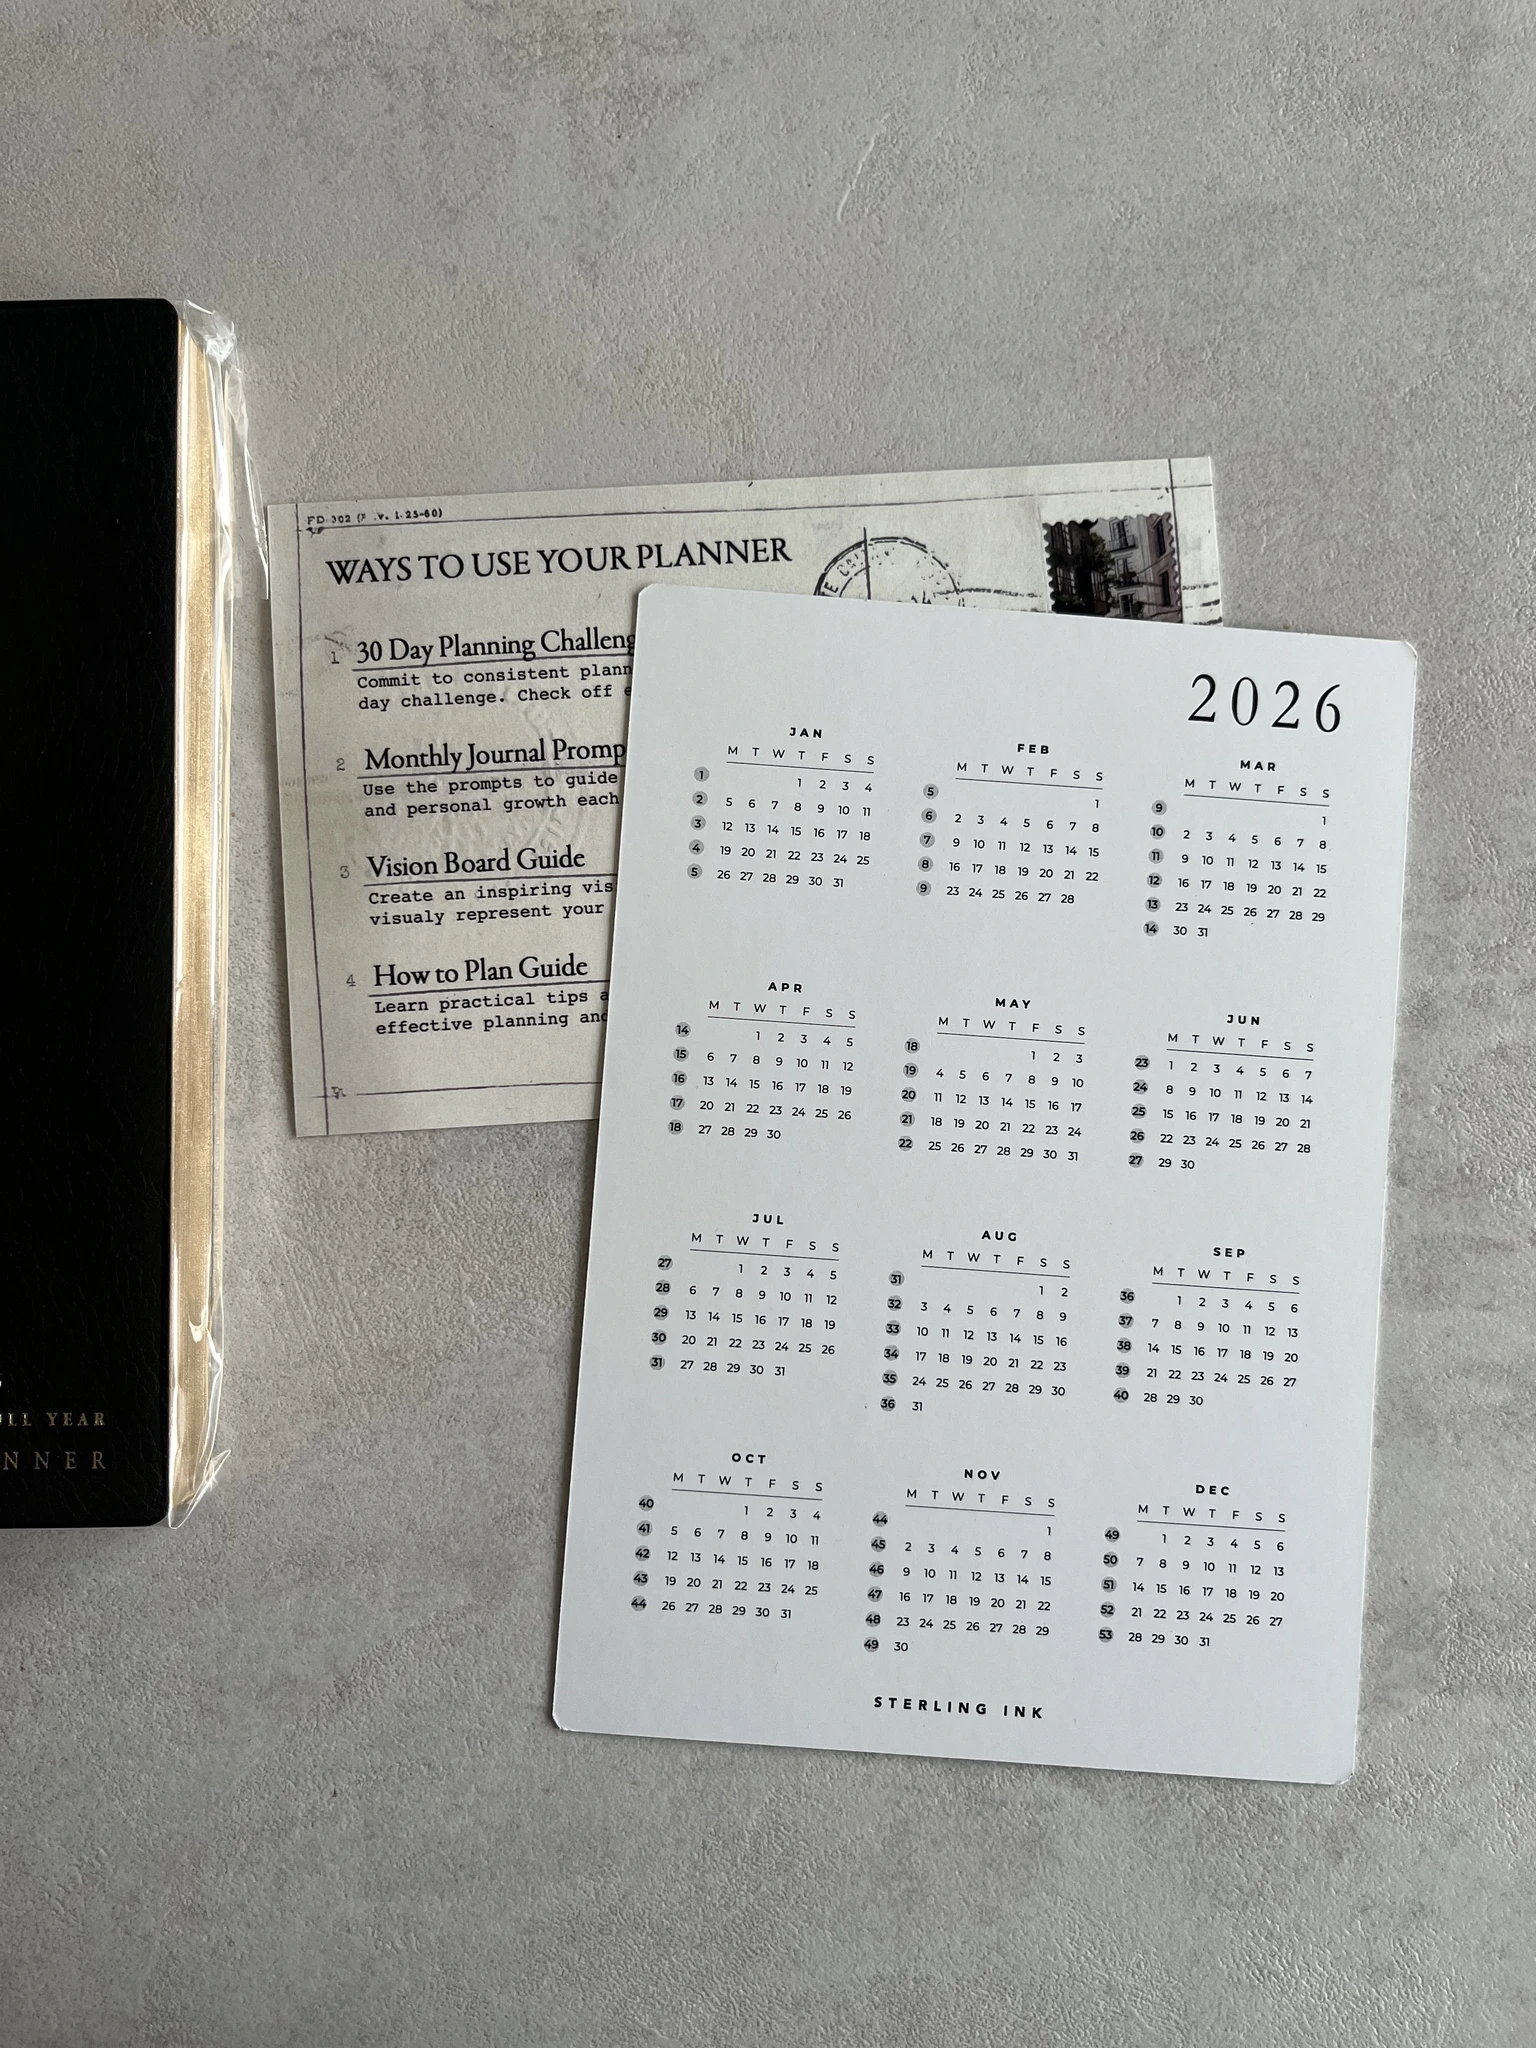 FD-302
WAYS TO USE YOUR PLANNER
1 30 Day Planning
Commit to consistent
day challenge. Check off
2 Monthly Journal
Use the prompts to guide
and personal growth each
3 Vision Board Guide
Create an inspiring
visualy represent your
4 How to Plan Guide
Learn practical tips
effective planning
YEAR
2026
JAN
M T W T F S S
1 1 2 3 4
2 5 6 7 8 9 10 11
3 12 13 14 15 16 17 18
4 19 20 21 22 23 24 25
5 26 27 28 29 30 31
FEB
M T W T F S S
5 1
6 2 3 4 5 6 7 8
7 9 10 11 12 13 14 15
8 16 17 18 19 20 21 22
9 23 24 25 26 27 28
MAR
M T W T F S S
9 1
10 2 3 4 5 6 7 8
11 9 10 11 12 13 14 15
12 16 17 18 19 20 21 22
13 23 24 25 26 27 28 29
14 30 31
APR
M T W T F S S
14 1 2 3 4 5
15 6 7 8 9 10 11 12
16 13 14 15 16 17 18 19
17 20 21 22 23 24 25 26
18 27 28 29 30
MAY
M T W T F S S
18 1 2 3
19 4 5 6 7 8 9 10
20 11 12 13 14 15 16 17
21 18 19 20 21 22 23 24
22 25 26 27 28 29 30 31
JUN
M T W T F S S
23 1 2 3 4 5 6 7
24 8 9 10 11 12 13 14
25 15 16 17 18 19 20 21
26 22 23 24 25 26 27 28
27 29 30
JUL
M T W T F S S
27 1 2 3 4 5
28 6 7 8 9 10 11 12
29 13 14 15 16 17 18 19
30 20 21 22 23 24 25 26
31 27 28 29 30 31
AUG
M T W T F S S
31 1 2
32 3 4 5 6 7 8 9
33 10 11 12 13 14 15 16
34 17 18 19 20 21 22 23
35 24 25 26 27 28 29 30
36 31
SEP
M T W T F S S
36 1 2 3 4 5 6
37 7 8 9 10 11 12 13
38 14 15 16 17 18 19 20
39 21 22 23 24 25 26 27
40 28 29 30
OCT
M T W T F S S
40 1 2 3 4
41 5 6 7 8 9 10 11
42 12 13 14 15 16 17 18
43 19 20 21 22 23 24 25
44 26 27 28 29 30 31
NOV
M T W T F S S
44 1
45 2 3 4 5 6 7 8
46 9 10 11 12 13 14 15
47 16 17 18 19 20 21 22
48 23 24 25 26 27 28 29
49 30
DEC
M T W T F S S
49 1 2 3 4 5 6
50 7 8 9 10 11 12 13
51 14 15 16 17 18 19 20
52 21 22 23 24 25 26 27
53 28 29 30 31
STERLING INK